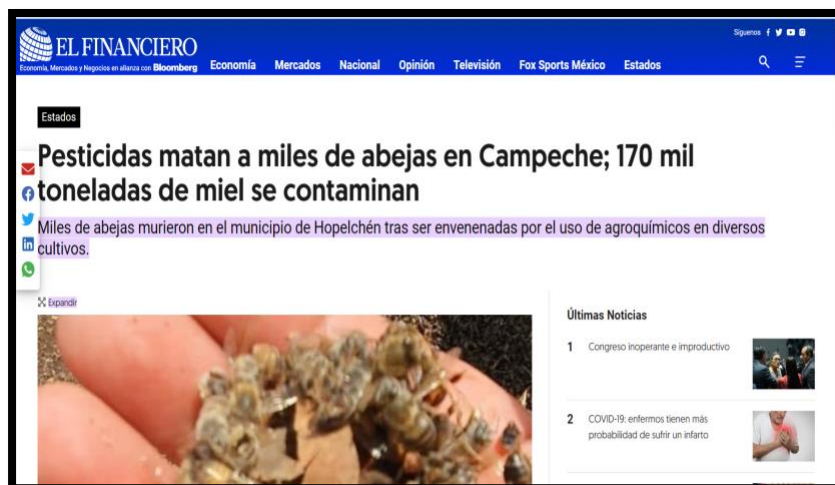 EL FINANCIERO
Economía, Mercados y Negocios en alianza con Bloomberg
Síguenos
Economía Mercados Nacional Opinión Televisión Fox Sports México Estados
Estados
Pesticidas matan a miles de abejas en Campeche; 170 mil
toneladas de miel se contaminan
Miles de abejas murieron en el municipio de Hopelchén tras ser envenenadas por el uso de agroquímicos en diversos
cultivos.
Expandir
Últimas Noticias
1 Congreso inoperante e improductivo
2 COVID-19: enfermos tienen más
probabilidad de sufrir un infarto